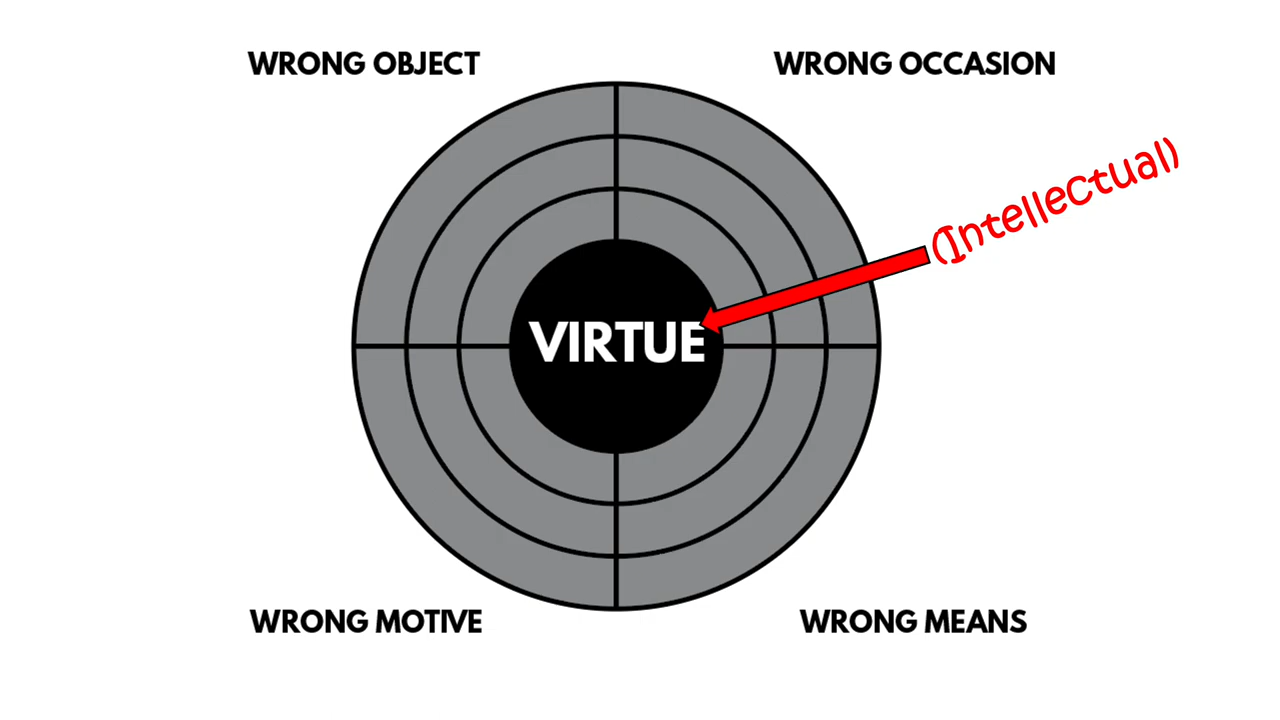 WRONG OBJECT
WRONG OCCASION
(Intellectual)
VIRTUE
WRONG MOTIVE
WRONG MEANS